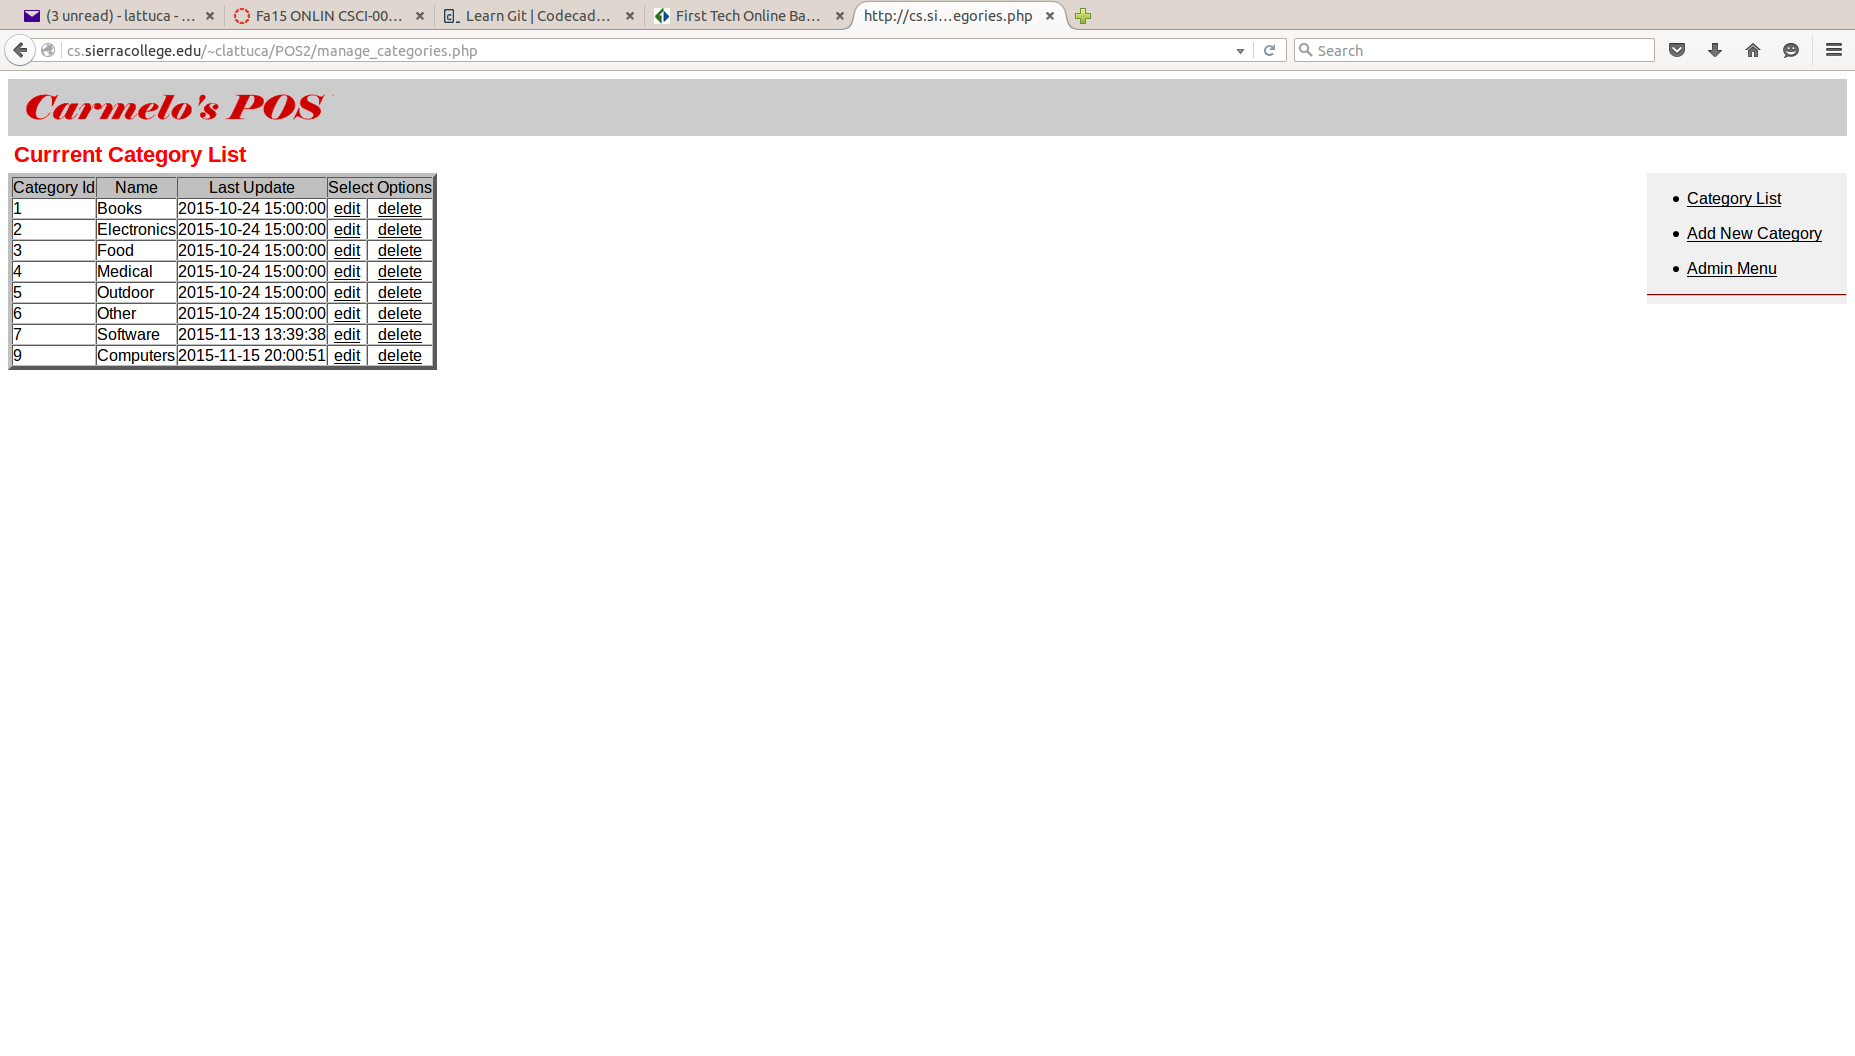 (3 unread) - lattuca - ... Fa15 ONLIN CSCI-00... Learn Git | Codecad... First Tech Online Ba... http://cs.si...egories.php
cs.sierracollege.edu/~clattuca/POS2/manage_categories.php Search
Carmelo's POS
Currrent Category List
Category Id Name Last Update Select Options
1 Books 2015-10-24 15:00:00 edit delete
2 Electronics 2015-10-24 15:00:00 edit delete
3 Food 2015-10-24 15:00:00 edit delete
4 Medical 2015-10-24 15:00:00 edit delete
5 Outdoor 2015-10-24 15:00:00 edit delete
6 Other 2015-10-24 15:00:00 edit delete
7 Software 2015-11-13 13:39:38 edit delete
9 Computers 2015-11-15 20:00:51 edit delete
Category List
Add New Category
Admin Menu